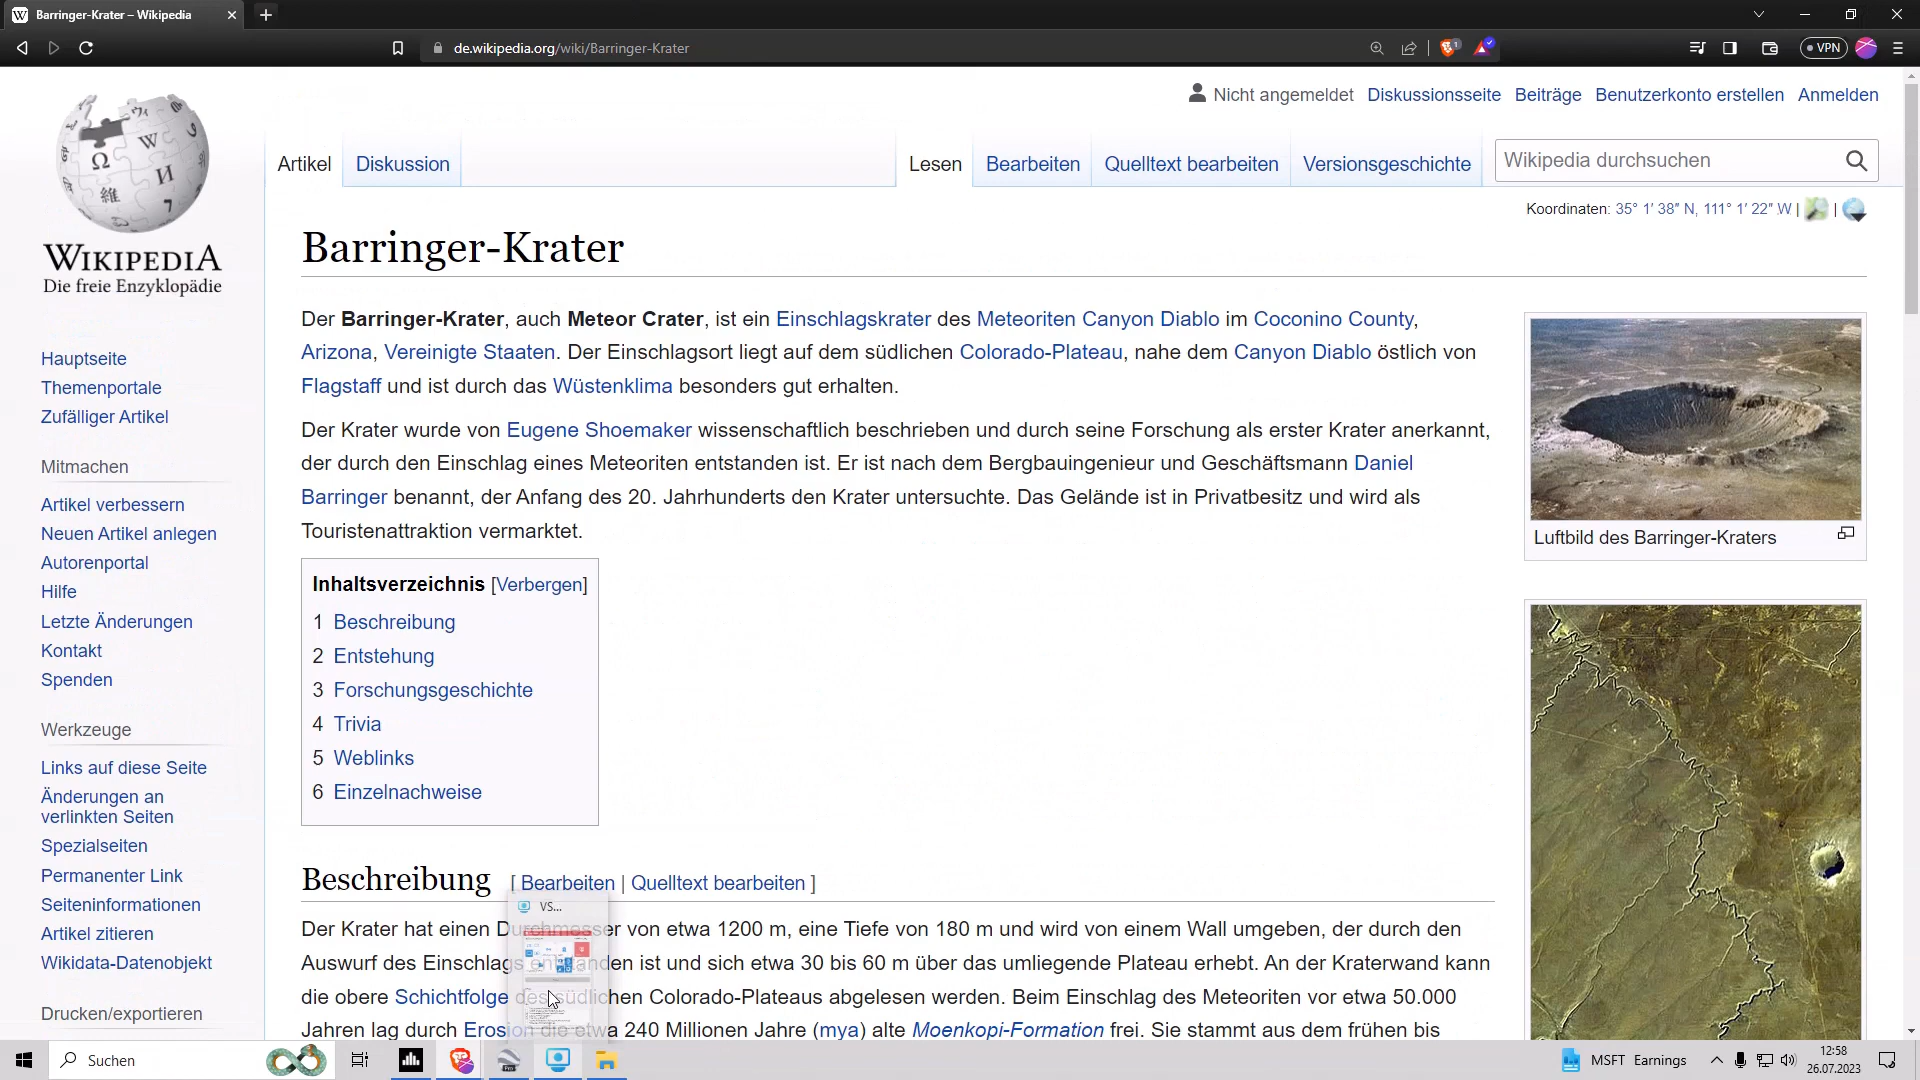 Barringer-Krater – Wikipedia
de.wikipedia.org/wiki/Barringer-Krater
VPN
Nicht angemeldet Diskussionsseite Beiträge Benutzerkonto erstellen Anmelden
Artikel Diskussion Lesen Bearbeiten Quelltext bearbeiten Versionsgeschichte
Wikipedia durchsuchen
WIKIPEDIA
Die freie Enzyklopädie
Hauptseite
Themenportale
Zufälliger Artikel
Mitmachen
Artikel verbessern
Neuen Artikel anlegen
Autorenportal
Hilfe
Letzte Änderungen
Kontakt
Spenden
Werkzeuge
Links auf diese Seite
Änderungen an
verlinkten Seiten
Spezialseiten
Permanenter Link
Seiteninformationen
Artikel zitieren
Wikidata-Datenobjekt
Drucken/exportieren
Koordinaten: 35° 1′ 38″ N, 111° 1′ 22″ W | |
Barringer-Krater
Der Barringer-Krater, auch Meteor Crater, ist ein Einschlagskrater des Meteoriten Canyon Diablo im Coconino County,
Arizona, Vereinigte Staaten. Der Einschlagsort liegt auf dem südlichen Colorado-Plateau, nahe dem Canyon Diablo östlich von
Flagstaff und ist durch das Wüstenklima besonders gut erhalten.
Der Krater wurde von Eugene Shoemaker wissenschaftlich beschrieben und durch seine Forschung als erster Krater anerkannt,
der durch den Einschlag eines Meteoriten entstanden ist. Er ist nach dem Bergbauingenieur und Geschäftsmann Daniel
Barringer benannt, der Anfang des 20. Jahrhunderts den Krater untersuchte. Das Gelände ist in Privatbesitz und wird als
Touristenattraktion vermarktet.
Luftbild des Barringer-Kraters
Inhaltsverzeichnis [Verbergen]
1 Beschreibung
2 Entstehung
3 Forschungsgeschichte
4 Trivia
5 Weblinks
6 Einzelnachweise
Beschreibung [ Bearbeiten | Quelltext bearbeiten ]
VS...
Der Krater hat einen Durchmesser von etwa 1200 m, eine Tiefe von 180 m und wird von einem Wall umgeben, der durch den
Auswurf des Einschlags entstanden ist und sich etwa 30 bis 60 m über das umliegende Plateau erhebt. An der Kraterwand kann
die obere Schichtfolge des südlichen Colorado-Plateaus abgelesen werden. Beim Einschlag des Meteoriten vor etwa 50.000
Jahren lag durch Erosion die etwa 240 Millionen Jahre (mya) alte Moenkopi-Formation frei. Sie stammt aus dem frühen bis
Suchen
Pro
MSFT Earnings
12:58
26.07.2023